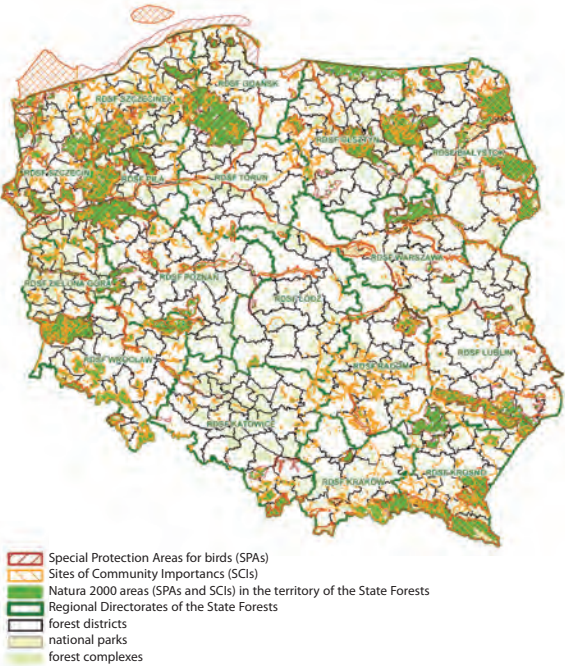 RDSF GDAŃSK
RDSF SZCZECINEK
RDSF OLSZTYN
RDSF BIAŁYSTOK
RDSF SZCZECIN
RDSF PIŁA
RDSF TORUŃ
RDSF WARSZAWA
RDSF POZNAŃ
RDSF ZIELONA GÓRA
RDSF ŁÓDŹ
RDSF LUBLIN
RDSF WROCŁAW
RDSF RADOM
RDSF KATOWICE
RDSF KROSNO
RDSF KRAKÓW
Special Protection Areas for birds (SPAs)
Sites of Community Importancs (SCIs)
Natura 2000 areas (SPAs and SCIs) in the territory of the State Forests
Regional Directorates of the State Forests
forest districts
national parks
forest complexes